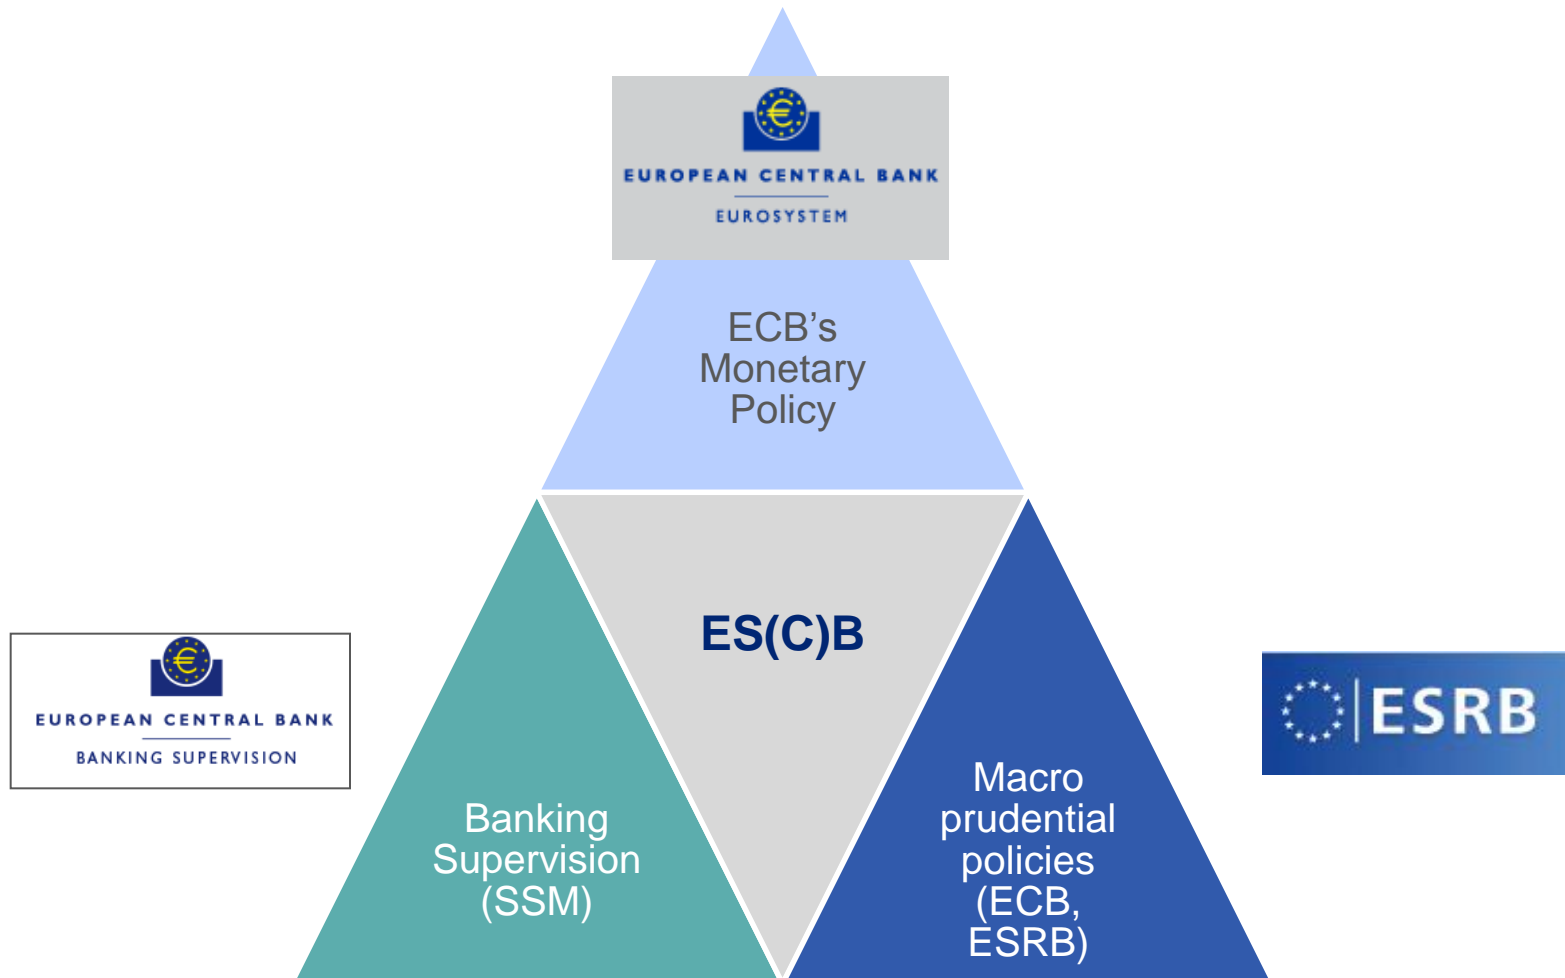 €
EUROPEAN CENTRAL BANK
EUROSYSTEM
ECB’s
Monetary
Policy
ES(C)B
€
EUROPEAN CENTRAL BANK
BANKING SUPERVISION
ESRB
Banking
Supervision
(SSM)
Macro
prudential
policies
(ECB,
ESRB)